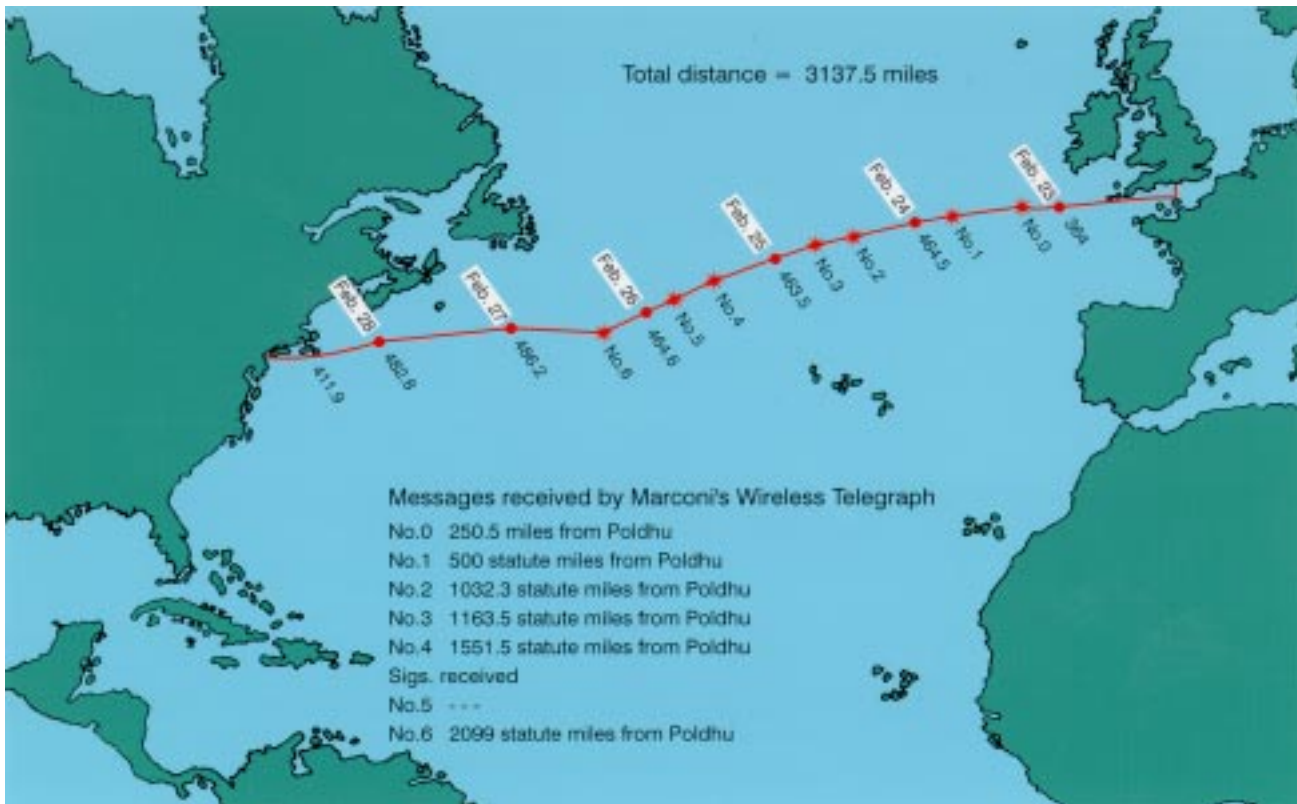 Total distance = 3137.5 miles
Feb. 23
364
No.0
No.1
Feb. 24
464.5
No.2
No.3
Feb. 25
463.5
No.4
No.5
Feb. 26
464.6
No.6
Feb. 27
486.2
Feb. 28
482.8
411.9
Messages received by Marconi's Wireless Telegraph
No.0 250.5 miles from Poldhu
No.1 500 statute miles from Poldhu
No.2 1032.3 statute miles from Poldhu
No.3 1163.5 statute miles from Poldhu
No.4 1551.5 statute miles from Poldhu
Sigs. received
No.5 - - -
No.6 2099 statute miles from Poldhu